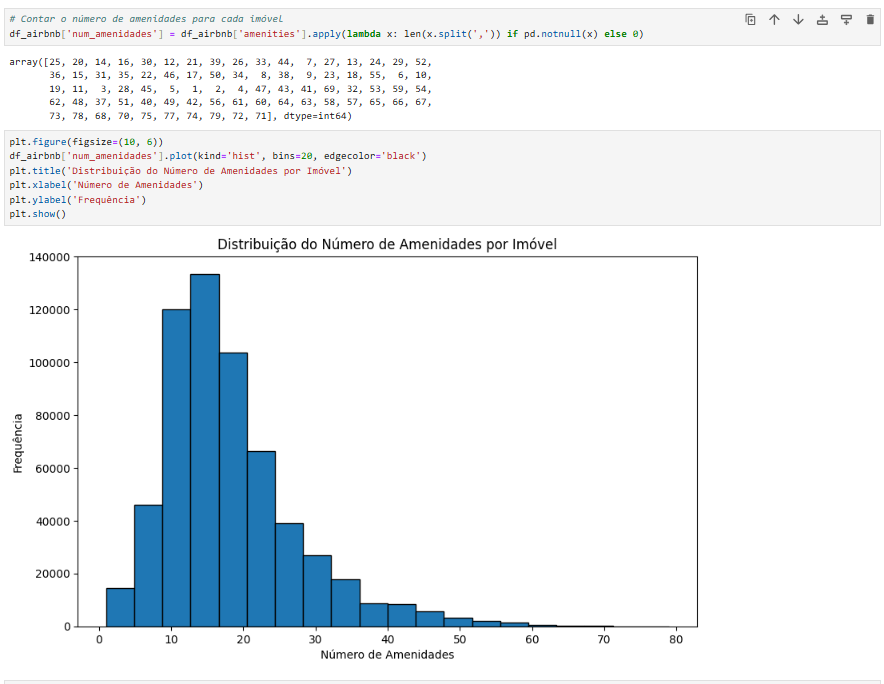 # Contar o número de amenidades para cada imóvel
df_airbnb['num_amenidades'] = df_airbnb['amenities'].apply(lambda x: len(x.split(',')) if pd.notnull(x) else 0)
array([25, 20, 14, 16, 30, 12, 21, 39, 26, 33, 44,  7, 27, 13, 24, 29, 52,
36, 15, 31, 35, 22, 46, 17, 50, 34,  8, 38,  9, 23, 18, 55,  6, 10,
19, 11,  3, 28, 45,  5,  1,  2,  4, 47, 43, 41, 69, 32, 53, 59, 54,
62, 48, 37, 51, 40, 49, 42, 56, 61, 60, 64, 63, 58, 57, 65, 66, 67,
73, 78, 68, 70, 75, 77, 74, 79, 72, 71], dtype=int64)
plt.figure(figsize=(10, 6))
df_airbnb['num_amenidades'].plot(kind='hist', bins=20, edgecolor='black')
plt.title('Distribuição do Número de Amenidades por Imóvel')
plt.xlabel('Número de Amenidades')
plt.ylabel('Frequência')
plt.show()
Distribuição do Número de Amenidades por Imóvel
140000
120000
100000
80000
60000
40000
20000
0
Frequência
0 10 20 30 40 50 60 70 80
Número de Amenidades